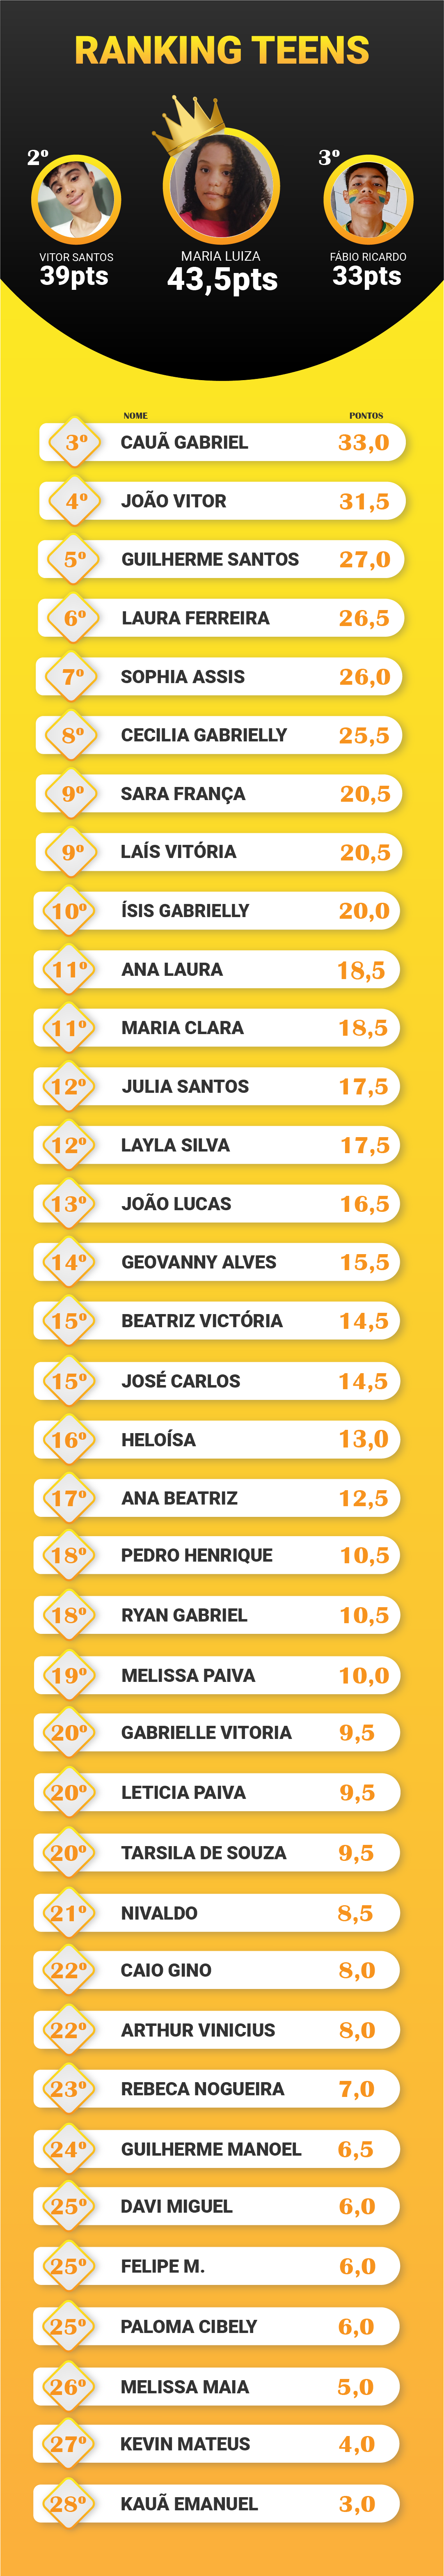 RANKING TEENS
2º
3º
VITOR SANTOS
39pts
MARIA LUIZA
43,5pts
FÁBIO RICARDO
33pts
NOME PONTOS
3º CAUÃ GABRIEL 33,0
4º JOÃO VITOR 31,5
5º GUILHERME SANTOS 27,0
6º LAURA FERREIRA 26,5
7º SOPHIA ASSIS 26,0
8º CECILIA GABRIELLY 25,5
9º SARA FRANÇA 20,5
9º LAÍS VITÓRIA 20,5
10º ÍSIS GABRIELLY 20,0
11º ANA LAURA 18,5
11º MARIA CLARA 18,5
12º JULIA SANTOS 17,5
12º LAYLA SILVA 17,5
13º JOÃO LUCAS 16,5
14º GEOVANNY ALVES 15,5
15º BEATRIZ VICTÓRIA 14,5
15º JOSÉ CARLOS 14,5
16º HELOÍSA 13,0
17º ANA BEATRIZ 12,5
18º PEDRO HENRIQUE 10,5
18º RYAN GABRIEL 10,5
19º MELISSA PAIVA 10,0
20º GABRIELLE VITORIA 9,5
20º LETICIA PAIVA 9,5
20º TARSILA DE SOUZA 9,5
21º NIVALDO 8,5
22º CAIO GINO 8,0
22º ARTHUR VINICIUS 8,0
23º REBECA NOGUEIRA 7,0
24º GUILHERME MANOEL 6,5
25º DAVI MIGUEL 6,0
25º FELIPE M. 6,0
25º PALOMA CIBELY 6,0
26º MELISSA MAIA 5,0
27º KEVIN MATEUS 4,0
28º KAUÃ EMANUEL 3,0